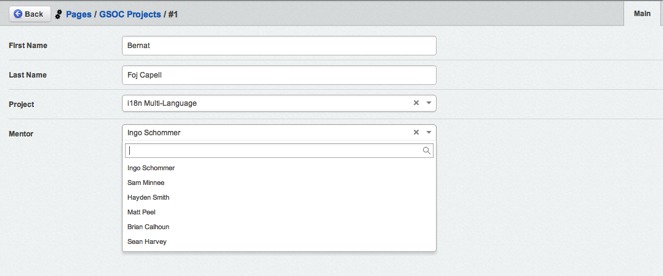 Back Pages / GSOC Projects / #1 Main
First Name Bernat
Last Name Foj Capell
Project i18n Multi-Language
Mentor Ingo Schommer
Ingo Schommer
Sam Minnee
Hayden Smith
Matt Peel
Brian Calhoun
Sean Harvey